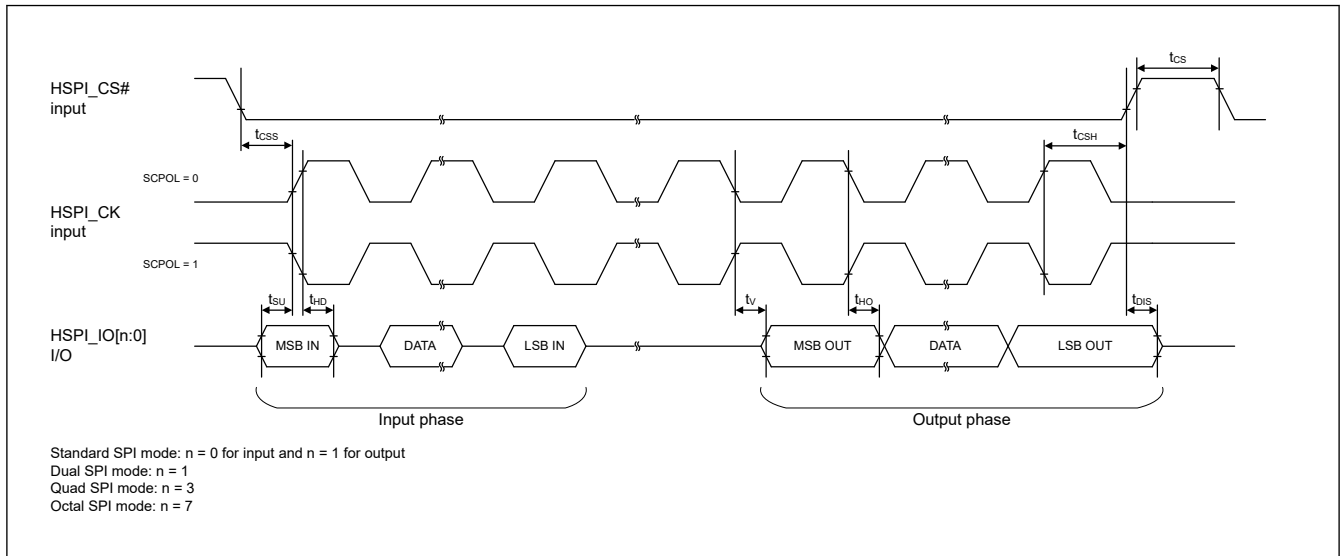 tCS
HSPI_CS#
input
tCSS
tCSH
SCPOL = 0
HSPI_CK
input
SCPOL = 1
tSU
tHD
tV
tHO
tDIS
HSPI_IO[n:0]
I/O
MSB IN
DATA
LSB IN
MSB OUT
DATA
LSB OUT
Input phase
Output phase
Standard SPI mode: n = 0 for input and n = 1 for output
Dual SPI mode: n = 1
Quad SPI mode: n = 3
Octal SPI mode: n = 7